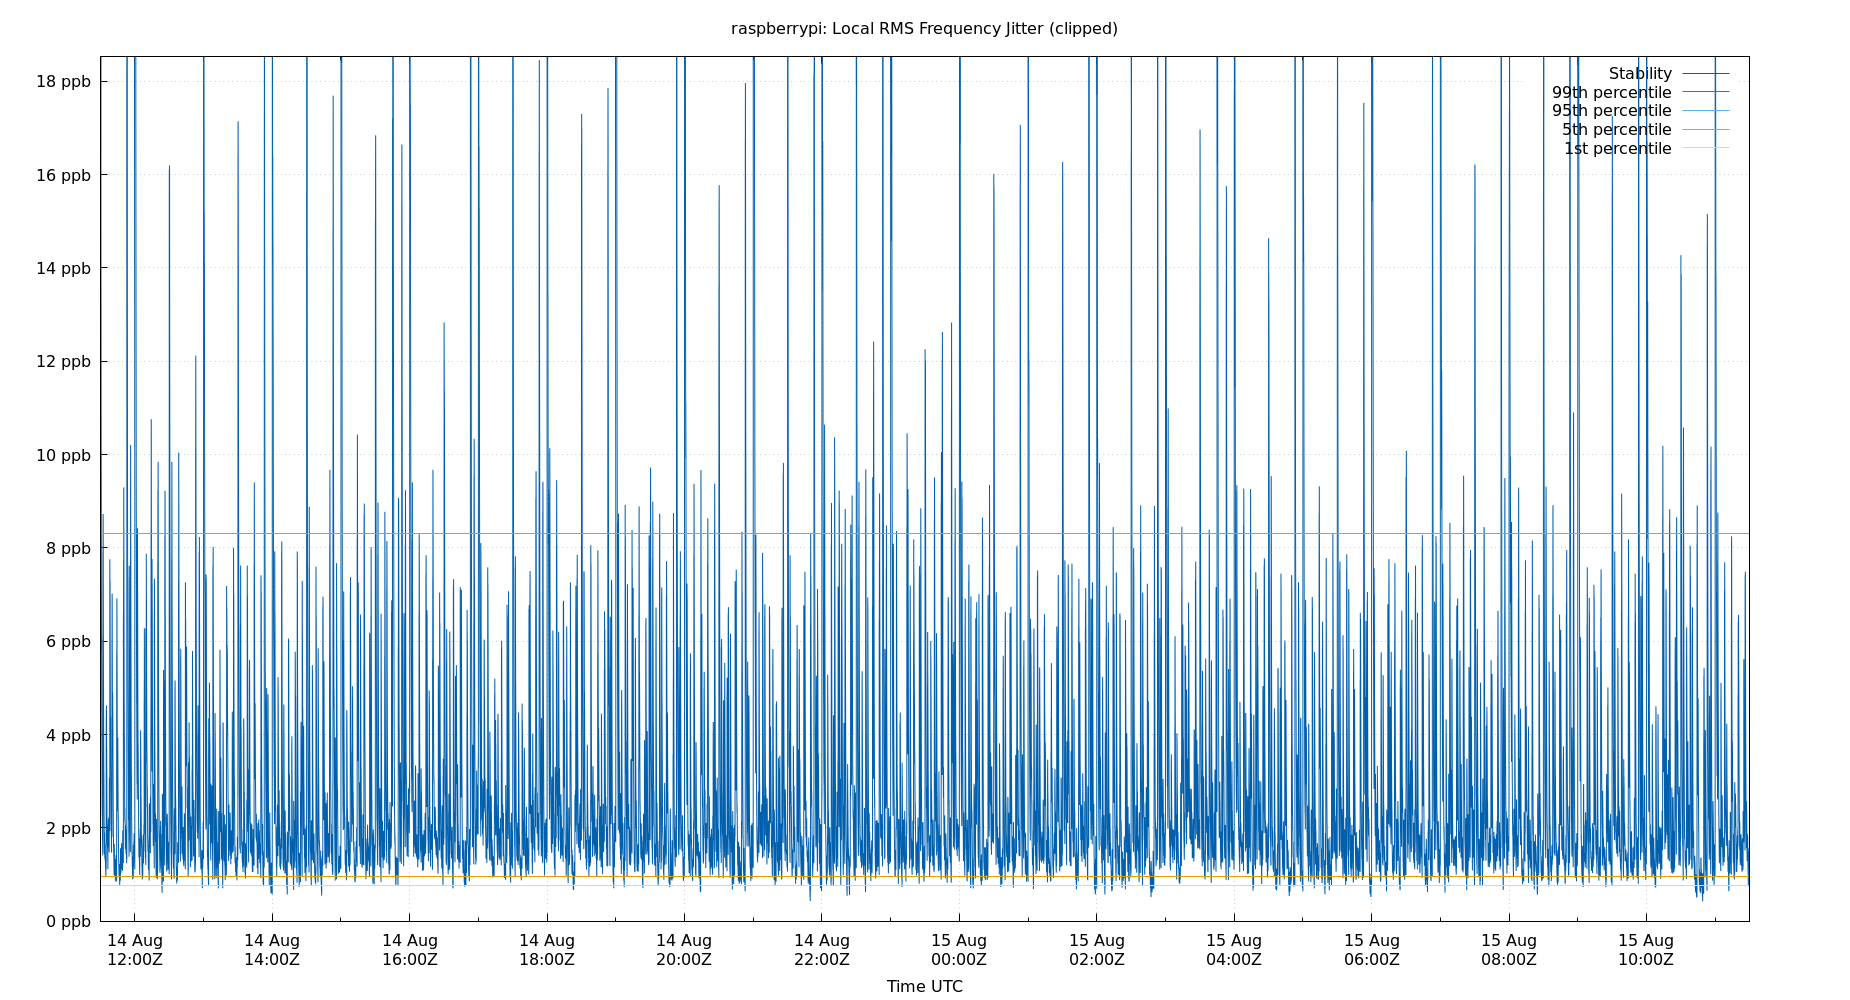 raspberrypi: Local RMS Frequency Jitter (clipped)
18 ppb
16 ppb
14 ppb
12 ppb
10 ppb
8 ppb
6 ppb
4 ppb
2 ppb
0 ppb
Stability
99th percentile
95th percentile
5th percentile
1st percentile
14 Aug 14 Aug 14 Aug 14 Aug 14 Aug 14 Aug 15 Aug 15 Aug 15 Aug 15 Aug 15 Aug 15 Aug
12:00Z 14:00Z 16:00Z 18:00Z 20:00Z 22:00Z 00:00Z 02:00Z 04:00Z 06:00Z 08:00Z 10:00Z
Time UTC